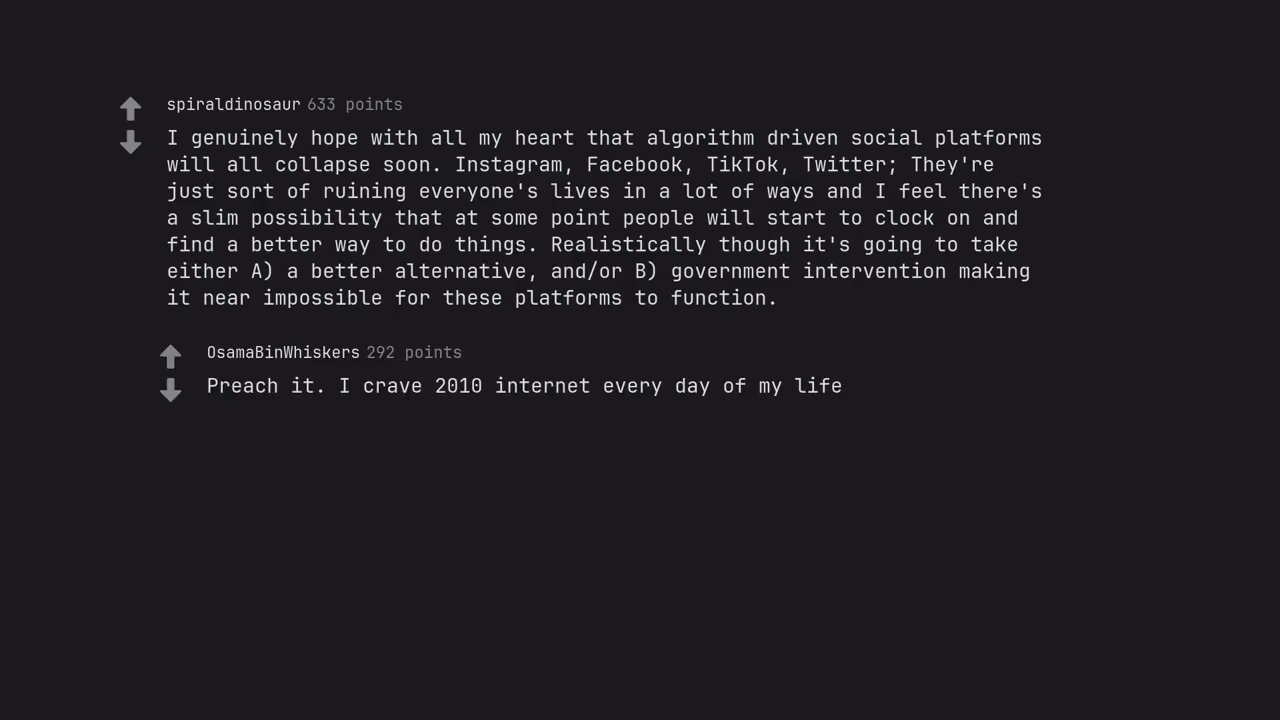 spiraldinosaur 633 points
I genuinely hope with all my heart that algorithm driven social platforms
will all collapse soon. Instagram, Facebook, TikTok, Twitter; They're
just sort of ruining everyone's lives in a lot of ways and I feel there's
a slim possibility that at some point people will start to clock on and
find a better way to do things. Realistically though it's going to take
either A) a better alternative, and/or B) government intervention making
it near impossible for these platforms to function.
OsamaBinWhiskers 292 points
Preach it. I crave 2010 internet every day of my life